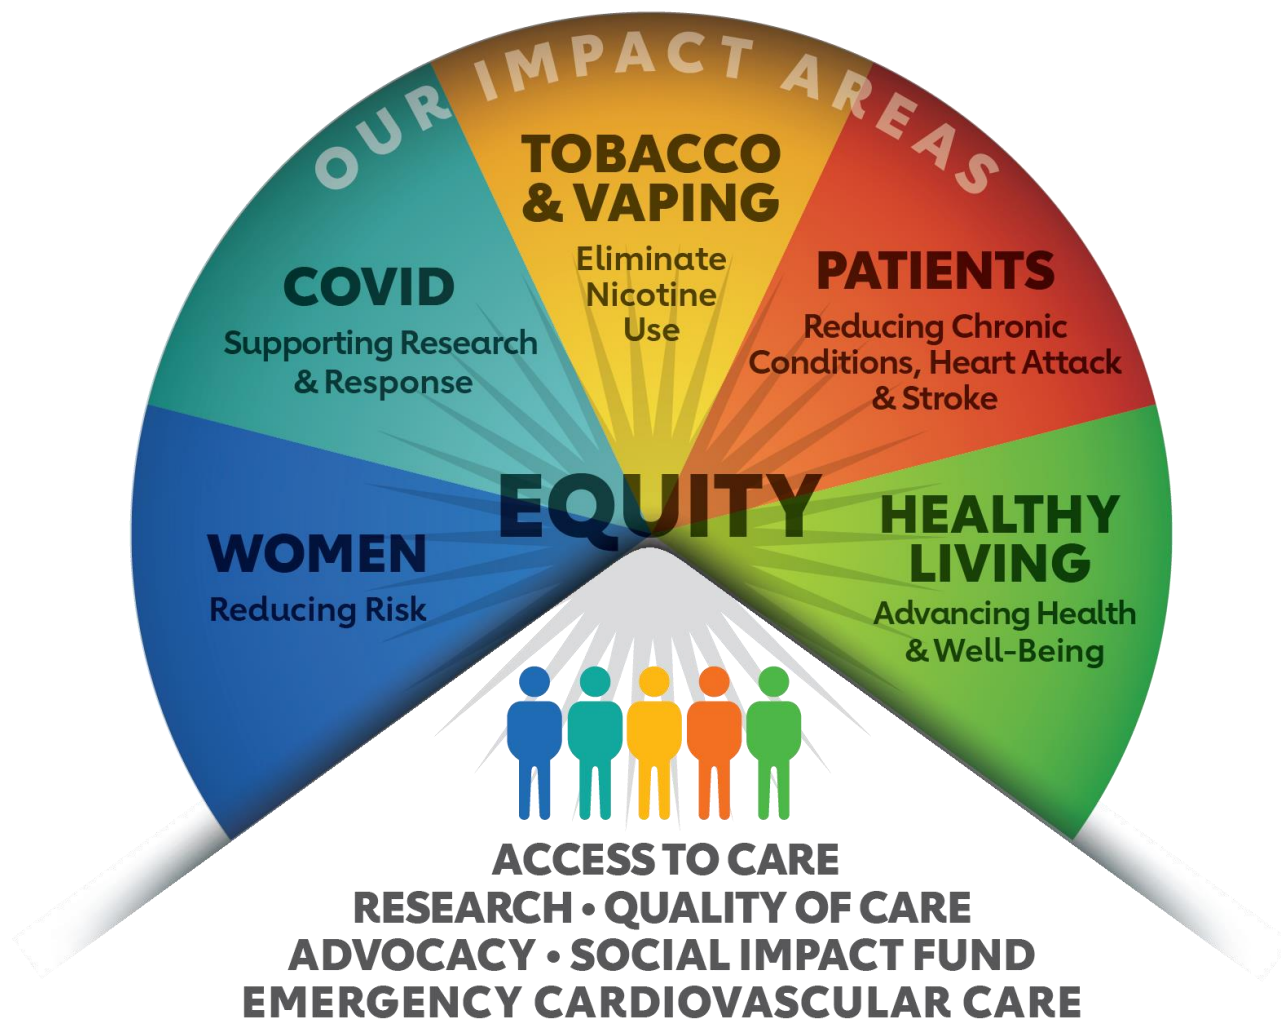 OUR IMPACT AREAS
TOBACCO
& VAPING
Eliminate
Nicotine
Use
COVID
Supporting Research
& Response
PATIENTS
Reducing Chronic
Conditions, Heart Attack
& Stroke
EQUITY
WOMEN
Reducing Risk
HEALTHY
LIVING
Advancing Health
& Well-Being
ACCESS TO CARE
RESEARCH • QUALITY OF CARE
ADVOCACY • SOCIAL IMPACT FUND
EMERGENCY CARDIOVASCULAR CARE